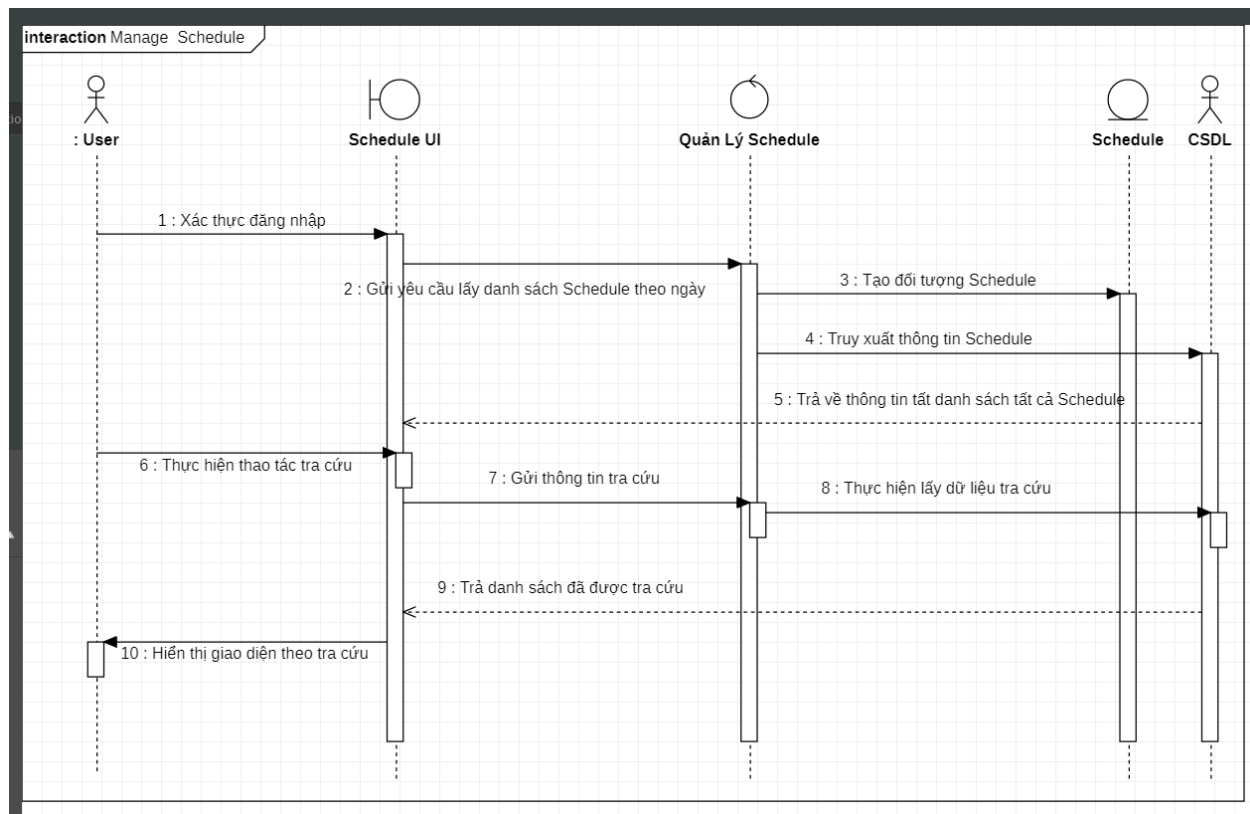 interaction Manage Schedule
: User
Schedule UI
Quản Lý Schedule
Schedule
CSDL
1 : Xác thực đăng nhập
2 : Gửi yêu cầu lấy danh sách Schedule theo ngày
3 : Tạo đối tượng Schedule
4 : Truy xuất thông tin Schedule
5 : Trả về thông tin tất danh sách tất cả Schedule
6 : Thực hiện thao tác tra cứu
7 : Gửi thông tin tra cứu
8 : Thực hiện lấy dữ liệu tra cứu
9 : Trả danh sách đã được tra cứu
10 : Hiển thị giao diện theo tra cứu